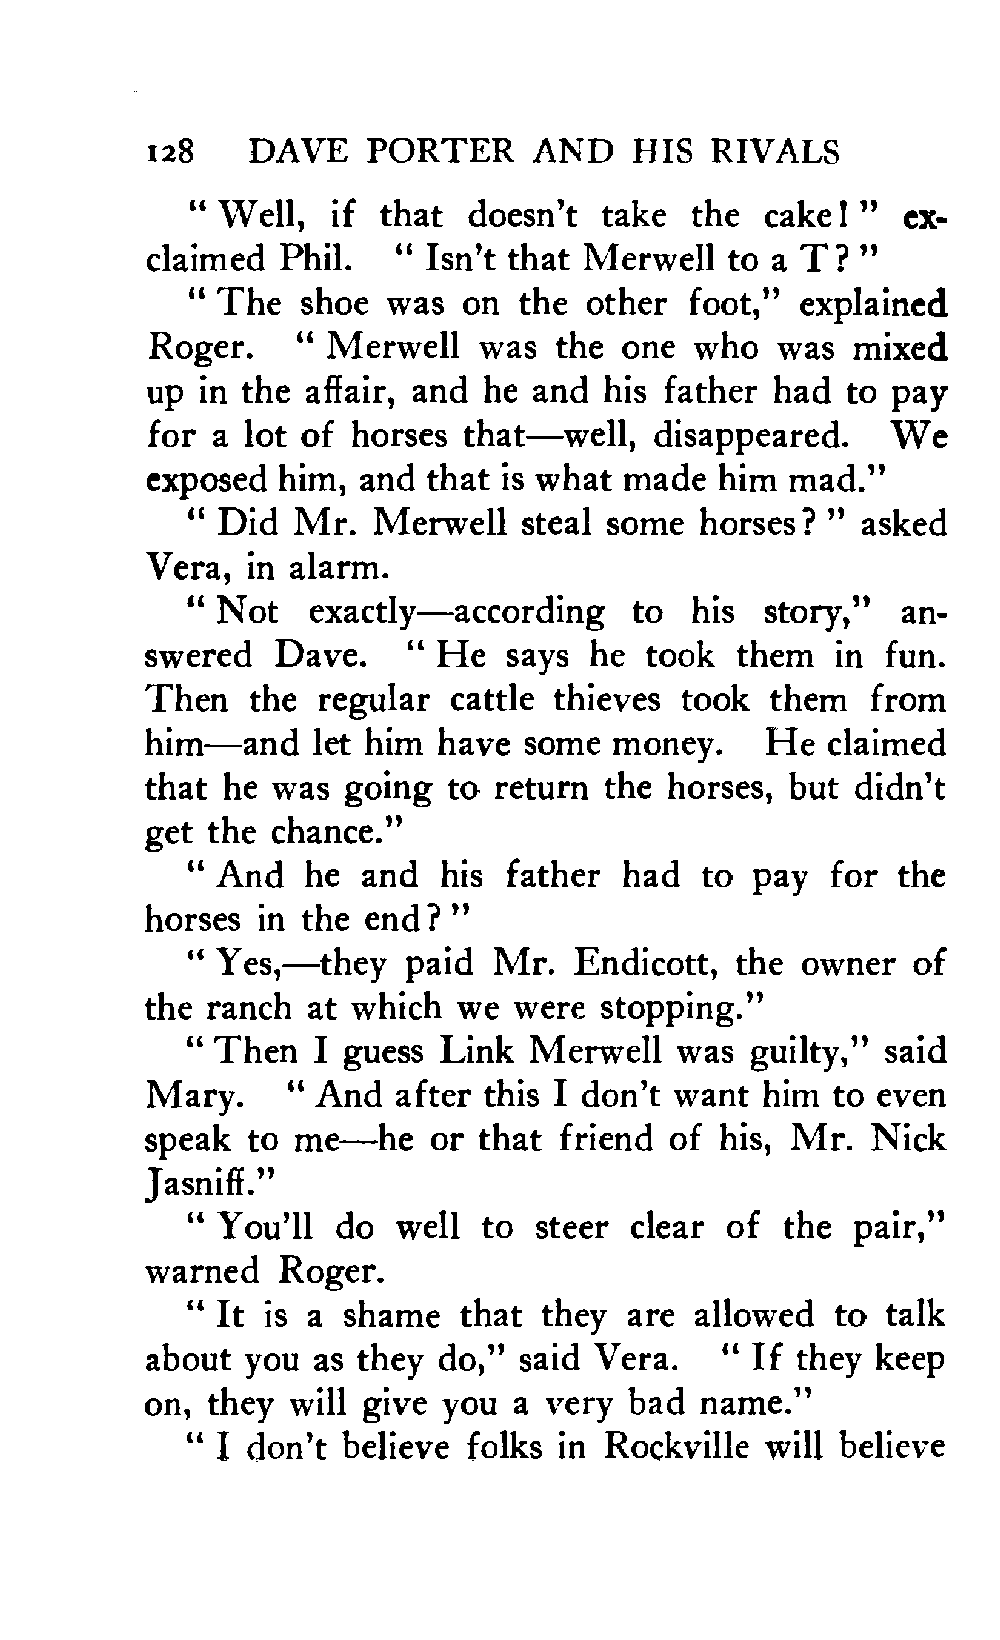 128 DAVE PORTER AND HIS RIVALS
" Well, if that doesn't take the cake! " ex-
claimed Phil. " Isn't that Merwell to a T? "
" The shoe was on the other foot," explained
Roger. " Merwell was the one who was mixed
up in the affair, and he and his father had to pay
for a lot of horses that—well, disappeared. We
exposed him, and that is what made him mad."
" Did Mr. Merwell steal some horses? " asked
Vera, in alarm.
" Not exactly—according to his story," an-
swered Dave. " He says he took them in fun.
Then the regular cattle thieves took them from
him—and let him have some money. He claimed
that he was going to return the horses, but didn't
get the chance."
" And he and his father had to pay for the
horses in the end? "
" Yes,—they paid Mr. Endicott, the owner of
the ranch at which we were stopping."
" Then I guess Link Merwell was guilty," said
Mary. " And after this I don't want him to even
speak to me—he or that friend of his, Mr. Nick
Jasniff."
" You'll do well to steer clear of the pair,"
warned Roger.
" It is a shame that they are allowed to talk
about you as they do," said Vera. " If they keep
on, they will give you a very bad name."
" I don't believe folks in Rockville will believe